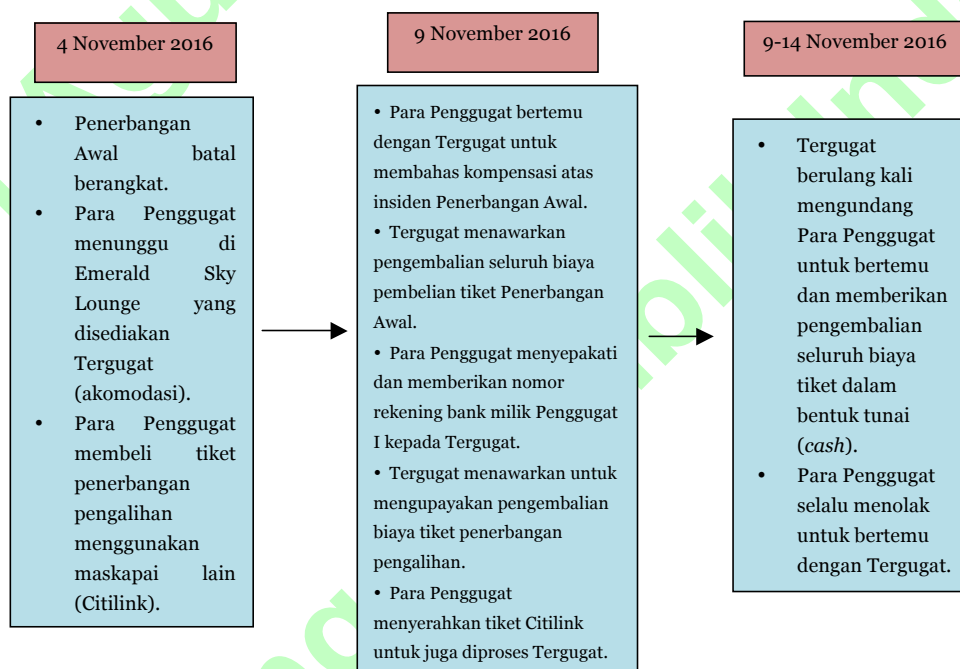 4 November 2016
• Penerbangan
Awal batal
berangkat.
• Para Penggugat
menunggu di
Emerald Sky
Lounge yang
disediakan
Tergugat
(akomodasi).
• Para Penggugat
membeli tiket
penerbangan
pengalihan
menggunakan
maskapai lain
(Citilink).
9 November 2016
• Para Penggugat bertemu
dengan Tergugat untuk
membahas kompensasi atas
insiden Penerbangan Awal.
• Tergugat menawarkan
pengembalian seluruh biaya
pembelian tiket Penerbangan
Awal.
• Para Penggugat menyepakati
dan memberikan nomor
rekening bank milik Penggugat
I kepada Tergugat.
• Tergugat menawarkan untuk
mengupayakan pengembalian
biaya tiket penerbangan
pengalihan.
• Para Penggugat
menyerahkan tiket Citilink
untuk juga diproses Tergugat.
9-14 November 2016
• Tergugat
berulang kali
mengundang
Para Penggugat
untuk bertemu
dan memberikan
pengembalian
seluruh biaya
tiket dalam
bentuk tunai
(cash).
• Para Penggugat
selalu menolak
untuk bertemu
dengan Tergugat.